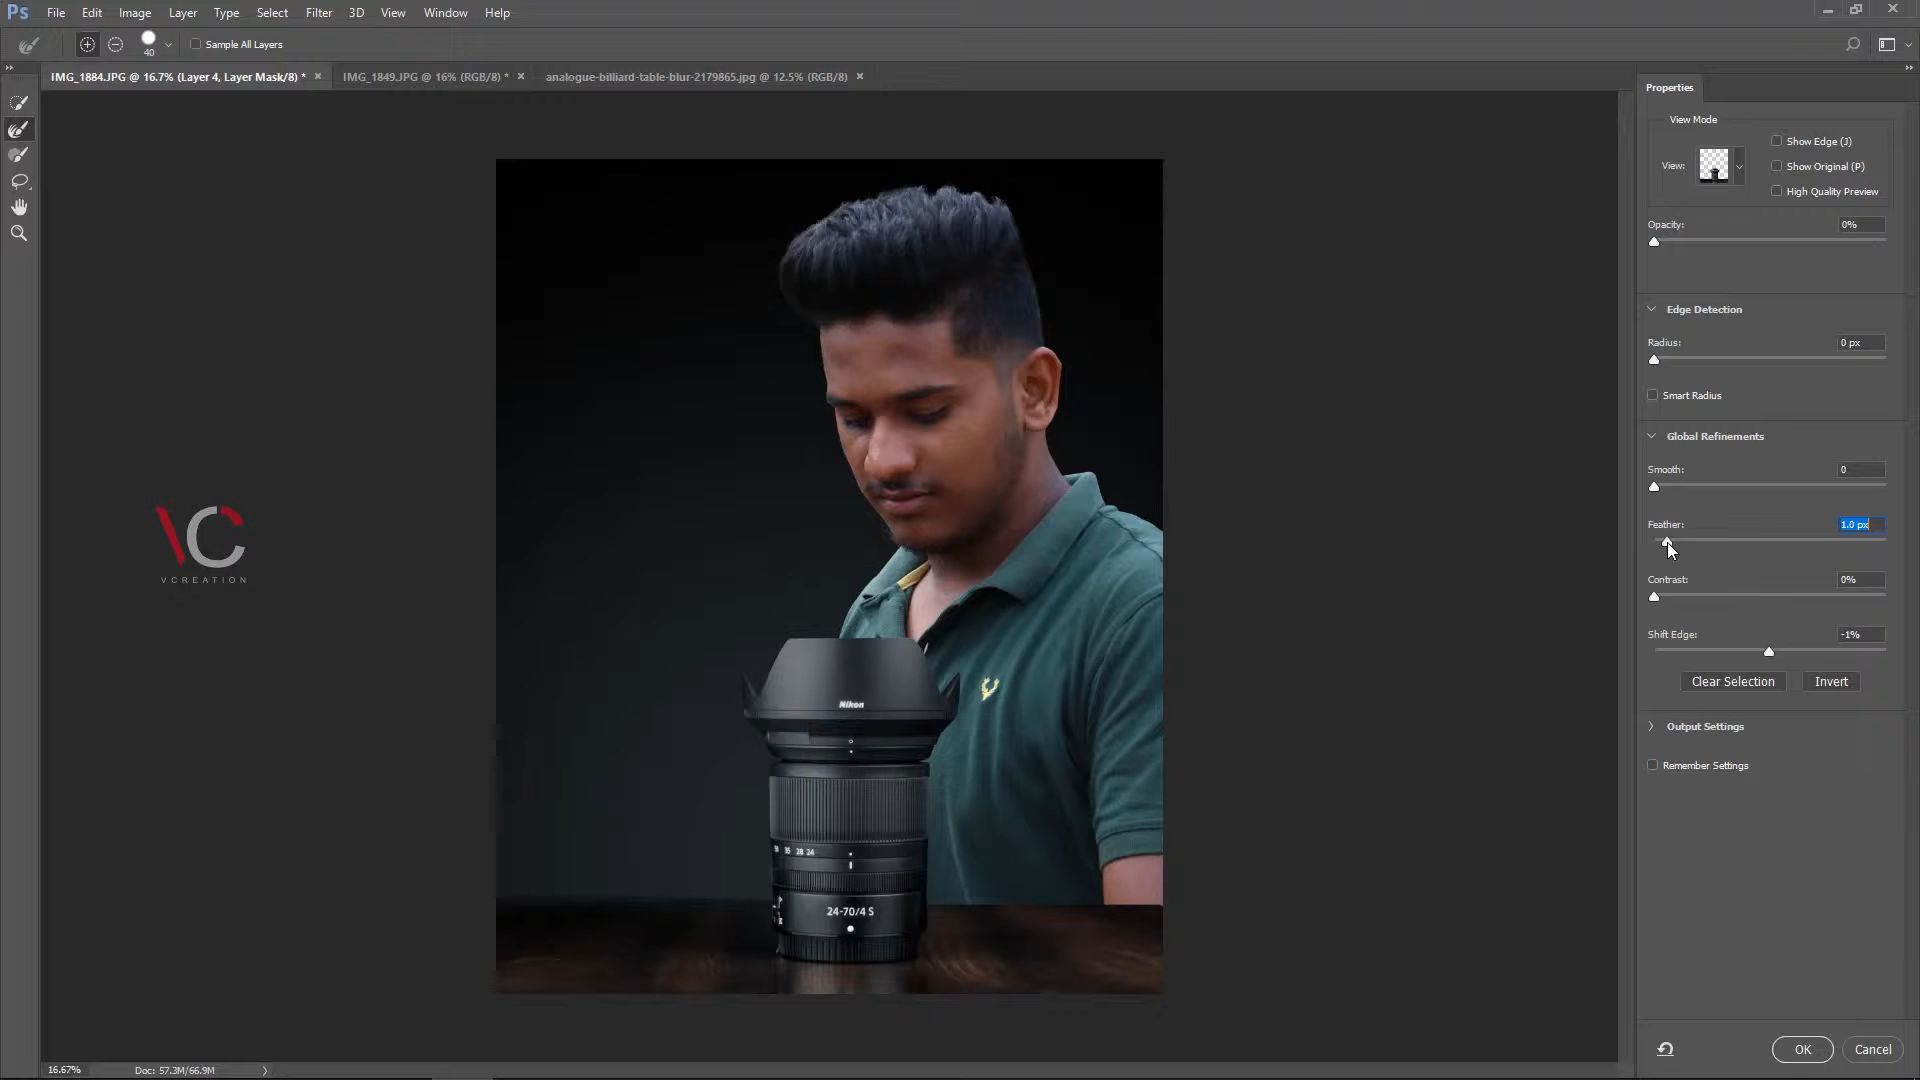 Ps File Edit Image Layer Type Select Filter 3D View Window Help
40 Sample All Layers
IMG_1884.JPG @ 16.7% (Layer 4, Layer Mask/8) * IMG_1849.JPG @ 16% (RGB/8) * analogue-billiard-table-blur-2179865.jpg @ 12.5% (RGB/8)
Properties
View Mode
View:
Show Edge (J)
Show Original (P)
High Quality Preview
Opacity: 0%
Edge Detection
Radius: 0 px
Smart Radius
Global Refinements
Smooth: 0
Feather: 1.0 px
Contrast: 0%
Shift Edge: -1%
Clear Selection Invert
Output Settings
Remember Settings
OK Cancel
VC
VCREATION
Nikon
35 28 24
24-70/4 S
16.67% Doc: 57.3M/66.9M